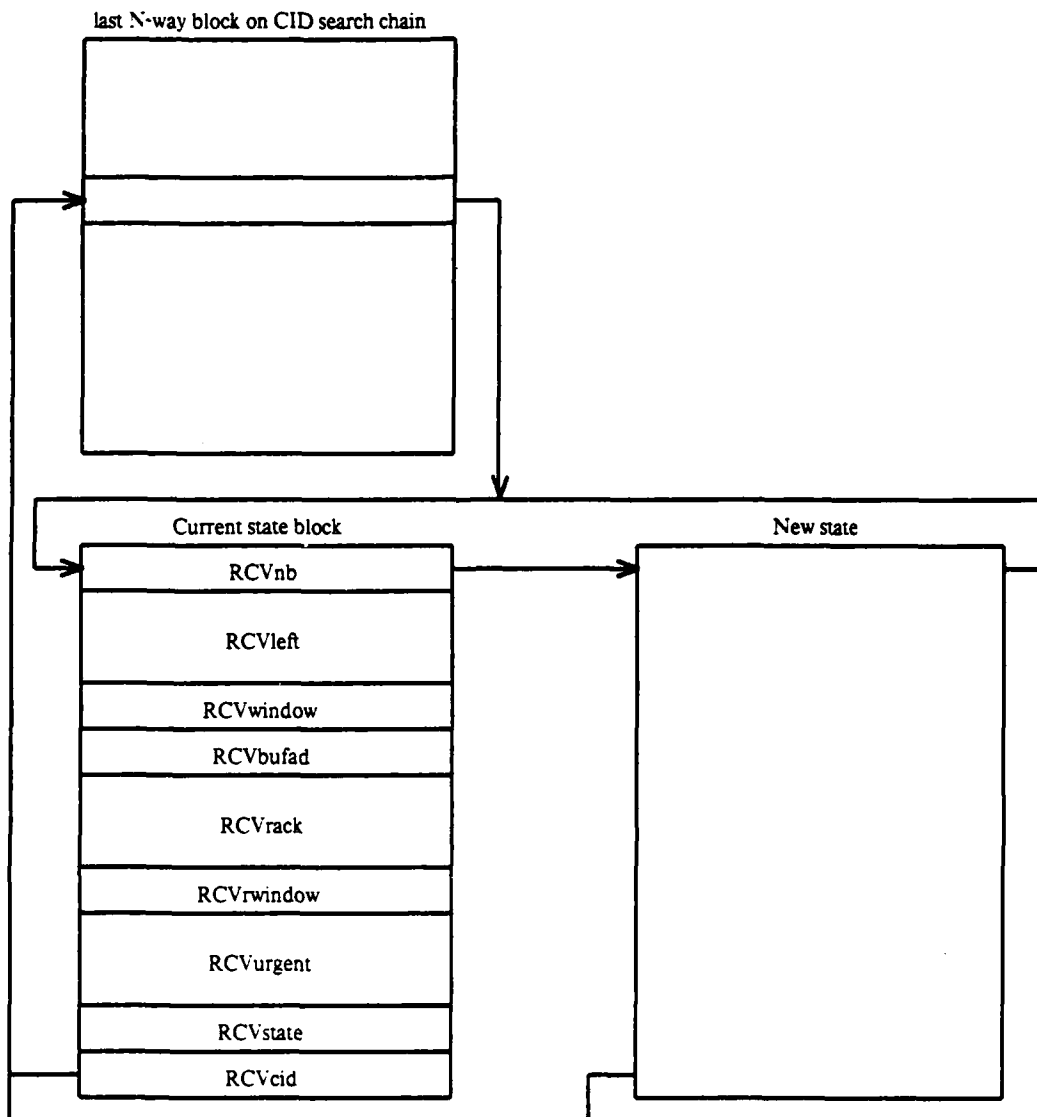 last N-way block on CID search chain
Current state block
New state
RCVnb
RCVleft
RCVwindow
RCVbufad
RCVrack
RCVrwindow
RCVurgent
RCVstate
RCVcid